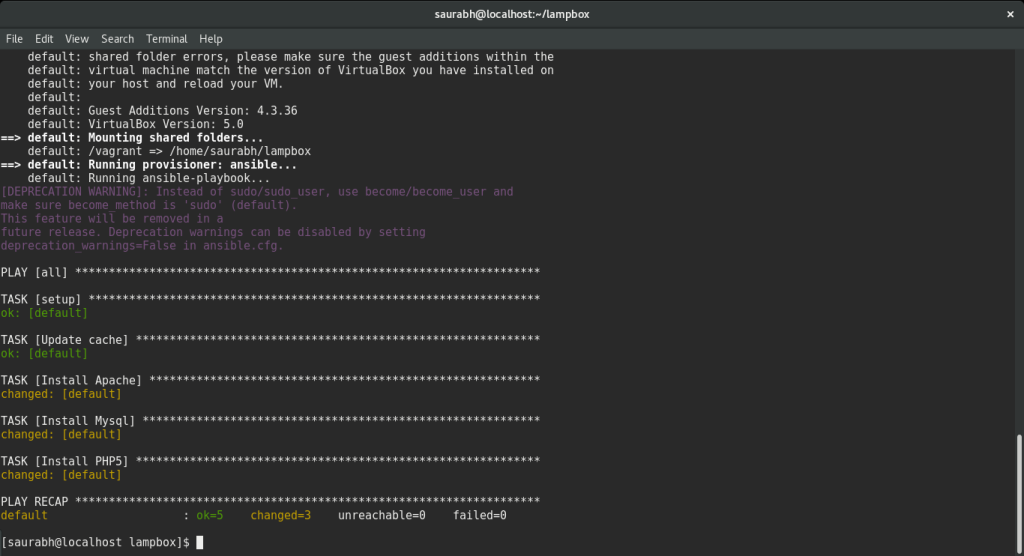 saurabh@localhost:~/lampbox
File Edit View Search Terminal Help
default: shared folder errors, please make sure the guest additions within the
default: virtual machine match the version of VirtualBox you have installed on
default: your host and reload your VM.
default:
default: Guest Additions Version: 4.3.36
default: VirtualBox Version: 5.0
==> default: Mounting shared folders...
default: /vagrant => /home/saurabh/lampbox
==> default: Running provisioner: ansible...
default: Running ansible-playbook...
[DEPRECATION WARNING]: Instead of sudo/sudo_user, use become/become_user and
make sure become_method is 'sudo' (default).
This feature will be removed in a
future release. Deprecation warnings can be disabled by setting
deprecation_warnings=False in ansible.cfg.
PLAY [all] *********************************************************************
TASK [setup] *******************************************************************
ok: [default]
TASK [Update cache] ************************************************************
ok: [default]
TASK [Install Apache] **********************************************************
changed: [default]
TASK [Install Mysql] ***********************************************************
changed: [default]
TASK [Install PHP5] ************************************************************
changed: [default]
PLAY RECAP *********************************************************************
default : ok=5 changed=3 unreachable=0 failed=0
[saurabh@localhost lampbox]$